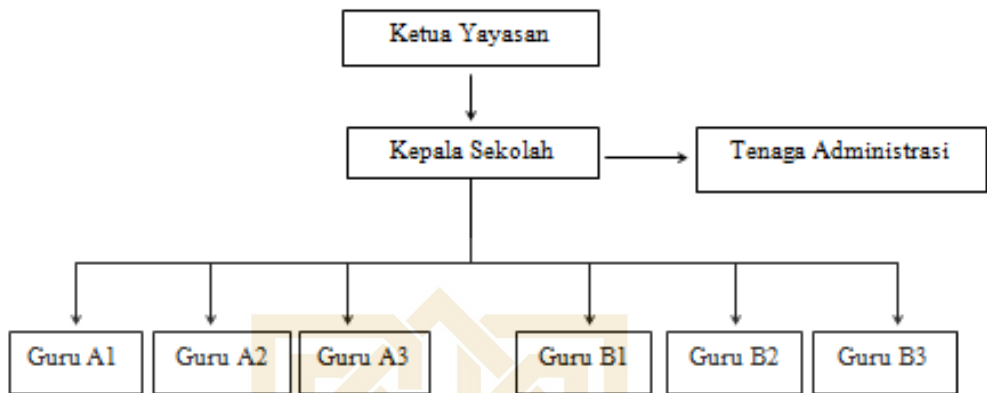 Ketua Yayasan
Kepala Sekolah
Tenaga Administrasi
Guru A1
Guru A2
Guru A3
Guru B1
Guru B2
Guru B3